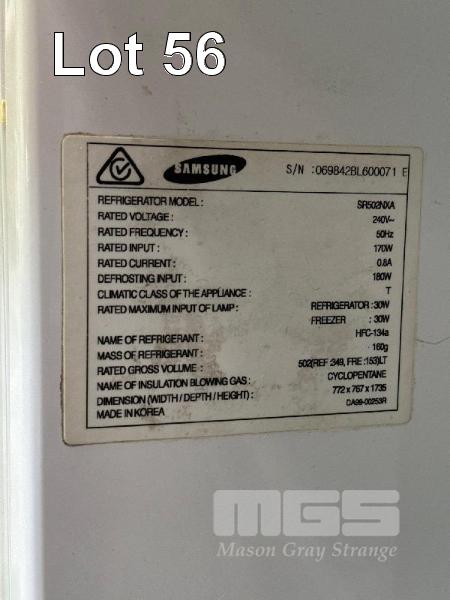 Lot 56
SAMSUNG S/N :069842BL600071 E
REFRIGERATOR MODEL : SR502NXA
RATED VOLTAGE : 240V~
RATED FREQUENCY : 50Hz
RATED INPUT : 170W
RATED CURRENT : 0.8A
DEFROSTING INPUT : 180W
CLIMATIC CLASS OF THE APPLIANCE : T
RATED MAXIMUM INPUT OF LAMP : REFRIGERATOR : 30W
FREEZER : 30W
NAME OF REFRIGERANT : HFC-134a
MASS OF REFRIGERANT : 160g
RATED GROSS VOLUME : 502(REF :349, FRE :153)LT
NAME OF INSULATION BLOWING GAS : CYCLOPENTANE
DIMENSION (WIDTH / DEPTH / HEIGHT) : 772 x 767 x 1735
MADE IN KOREA DA99-00253R
MGS
Mason Gray Strange